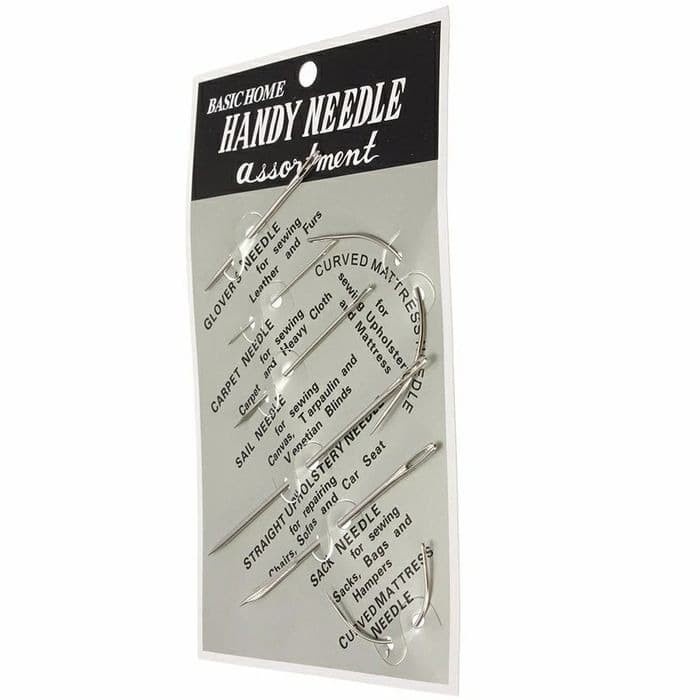 BASIC HOME
HANDY NEEDLE
assortment
GLOVER'S NEEDLE
for sewing
Leather and Furs
CARPET NEEDLE
for sewing
Carpet and Heavy Cloth
SAIL NEEDLE
for sewing
Canvas, Tarpaulin and
Venetian Blinds
STRAIGHT UPHOLSTERY NEEDLE
for repairing
Chairs, Sofas and Car Seat
SACK NEEDLE
for sewing
Sacks, Bags and
Hampers
CURVED MATTRESS NEEDLE
for
sewing Upholstery
and Mattress
CURVED MATTRESS
NEEDLE